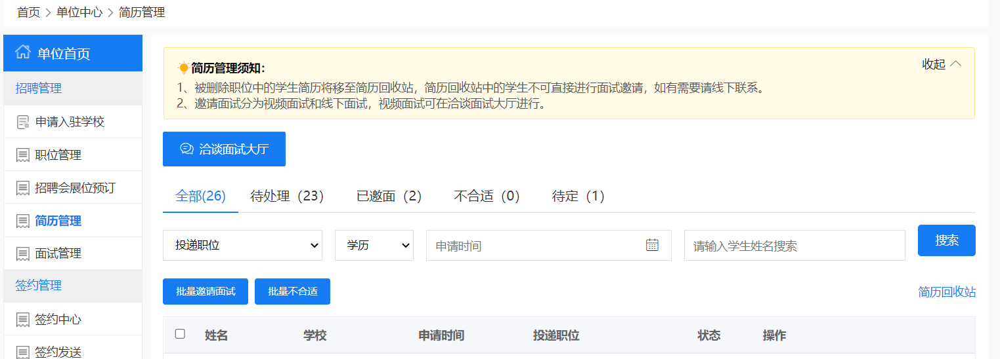 首页 > 单位中心 > 简历管理
单位首页
招聘管理
申请入驻学校
职位管理
招聘会展位预订
简历管理
面试管理
签约管理
签约中心
签约发送
简历管理须知：
收起
1、被删除职位中的学生简历将移至简历回收站，简历回收站中的学生不可直接进行面试邀请，如有需要请线下联系。
2、邀请面试分为视频面试和线下面试，视频面试可在洽谈面试大厅进行。
洽谈面试大厅
全部(26) 待处理（23） 已邀面（2） 不合适（0） 待定（1）
投递职位 学历 申请时间 请输入学生姓名搜索 搜索
批量邀请面试 批量不合适 简历回收站
姓名 学校 申请时间 投递职位 状态 操作